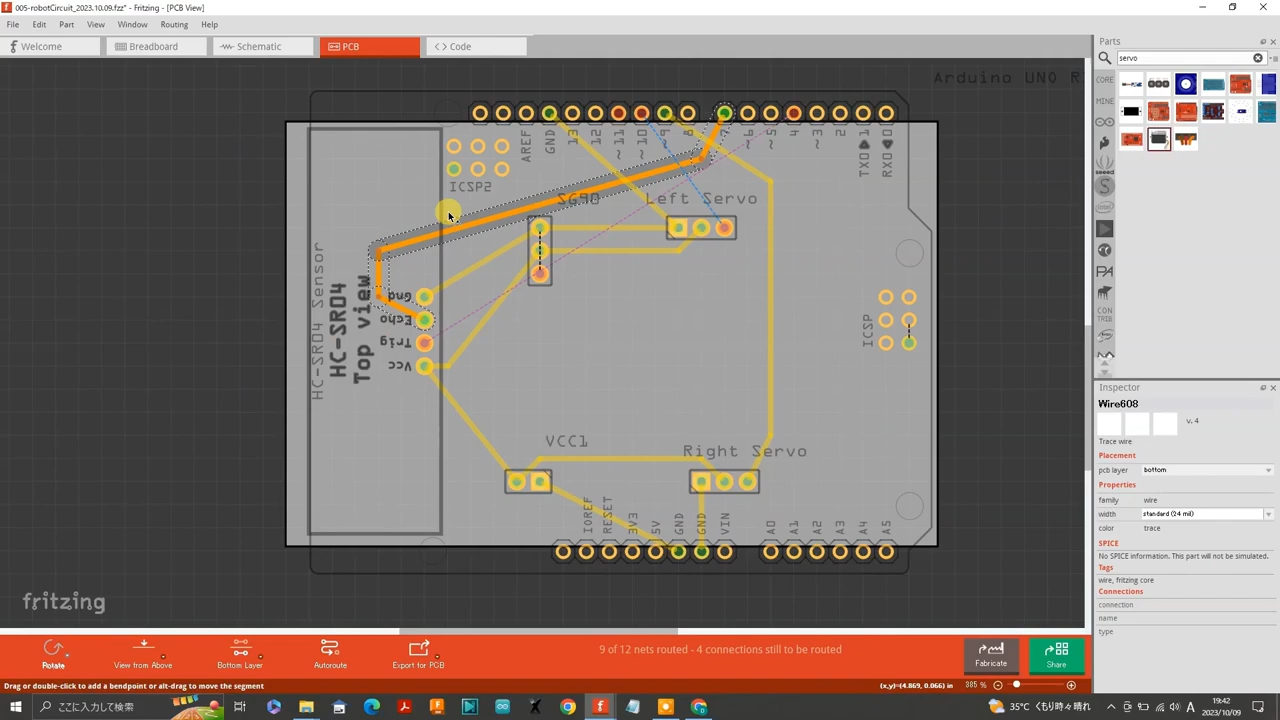 005-robotCircuit_2023.10.09.fzz* - Fritzing - [PCB View]
File Edit Part View Window Routing Help
Welcome Breadboard Schematic PCB Code
Parts
servo
CORE
MINE
seeed
intel
PA
CON TRIB
Arduino UNO R
AREF GND 13 12 ~11 ~10 ~9 8 7 ~6 ~5 4 ~3 2 TX0 1 RX0 0
ICSP2
SG90
Left Servo
HC-SR04 Sensor
HC-SR04
Top view
Gnd
Echo
Trig
Vcc
ICSP
VCC1
Right Servo
IOREF RESET 3V3 5V GND GND VIN A0 A1 A2 A3 A4 A5
fritzing
Inspector
Wire608
v. 4
Trace wire
Placement
pcb layer bottom
Properties
family wire
width standard (24 mil)
color trace
SPICE
No SPICE information. This part will not be simulated.
Tags
wire, fritzing core
Connections
connection
name
type
Rotate View from Above Bottom Layer Autoroute Export for PCB
9 of 12 nets routed - 4 connections still to be routed
Fabricate Share
Drag or double-click to add a bendpoint or alt-drag to move the segment
(x,y)=(4.869, 0.066) in 385 %
ここに入力して検索
35°C くもり時々晴れ
A
19:42
2023/10/09